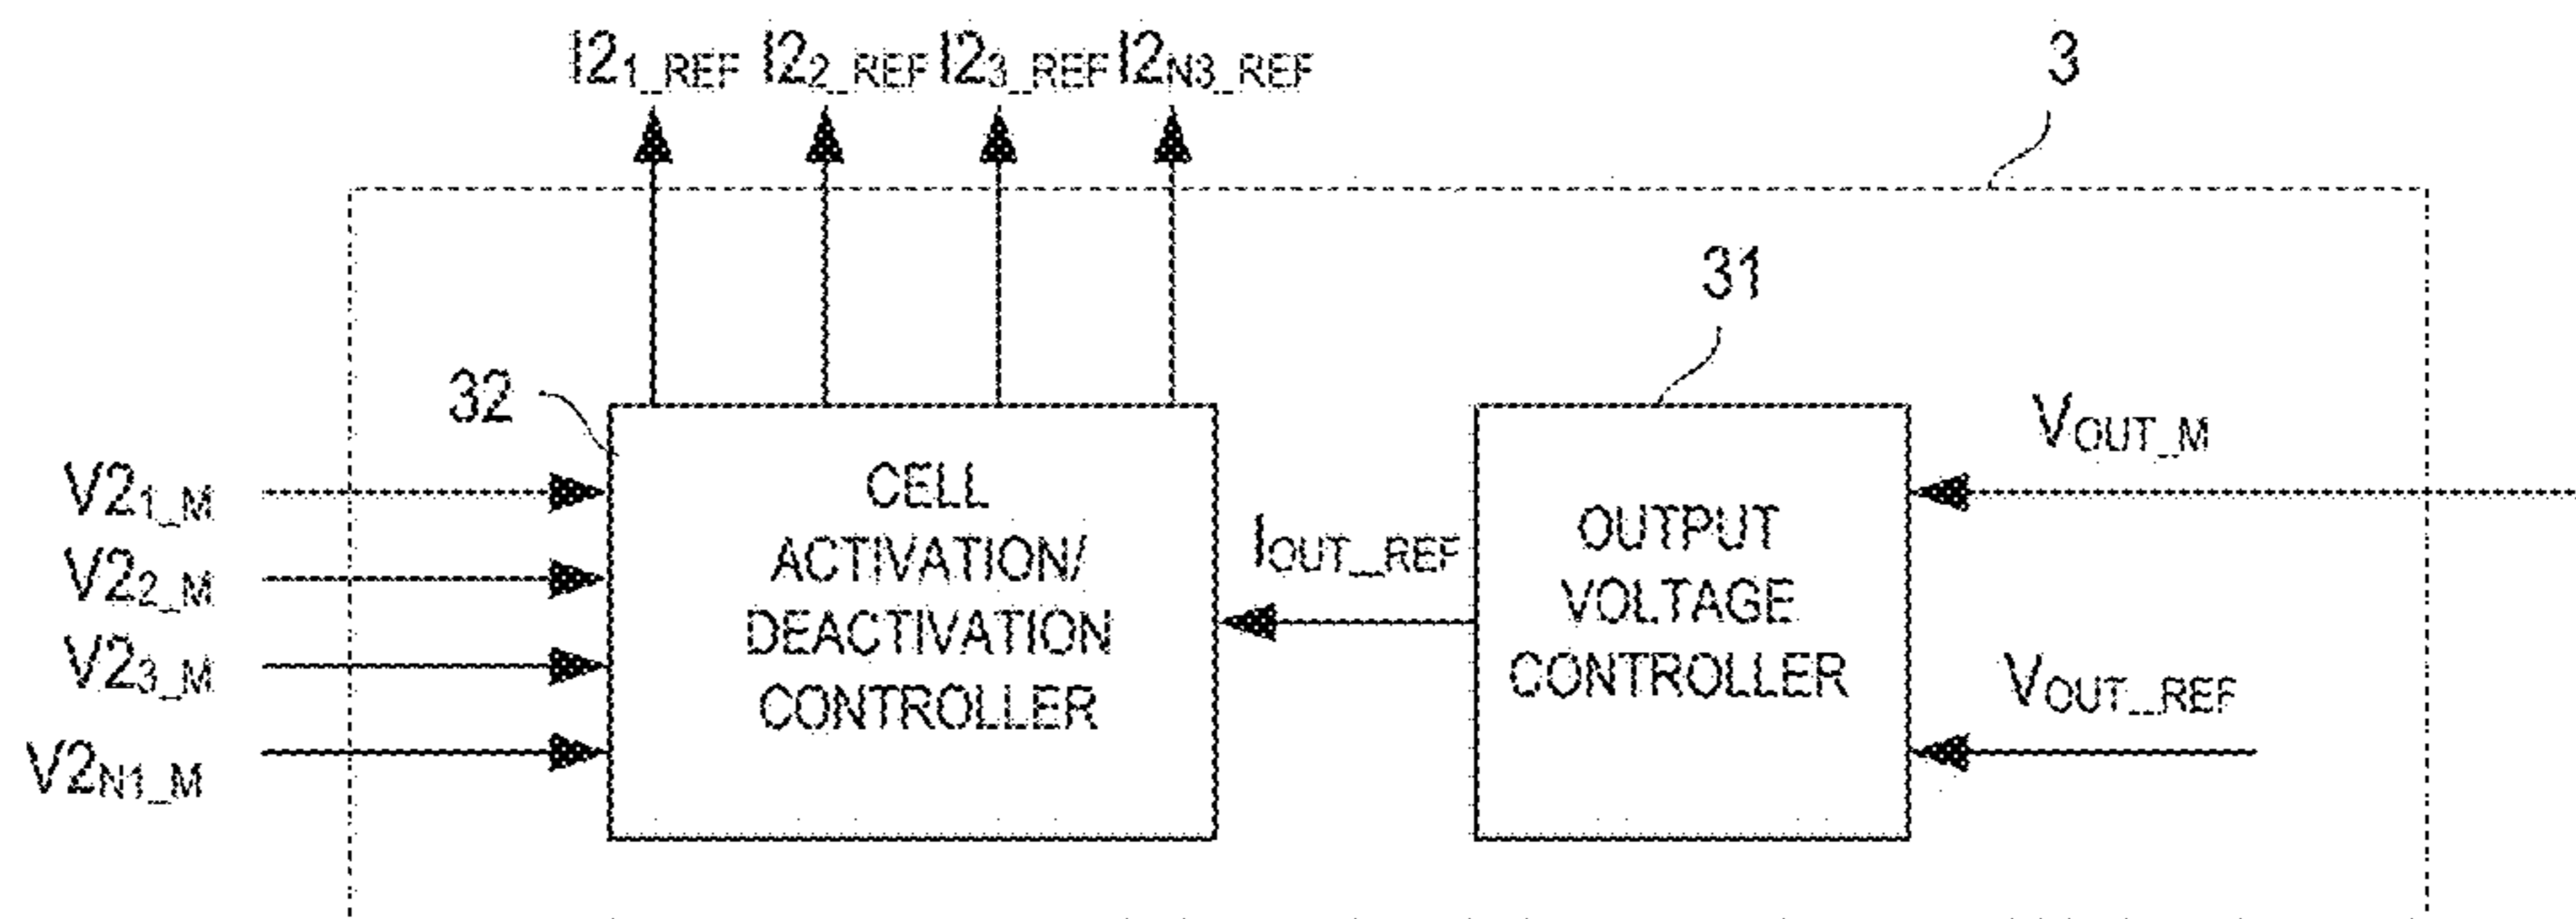 I2₁_REF I2₂_REF I2₃_REF I2N3_REF
3
31
32
V2₁_M
V2₂_M
V2₃_M
V2N1_M
CELL
ACTIVATION/
DEACTIVATION
CONTROLLER
IOUT_REF
OUTPUT
VOLTAGE
CONTROLLER
VOUT_M
VOUT_REF